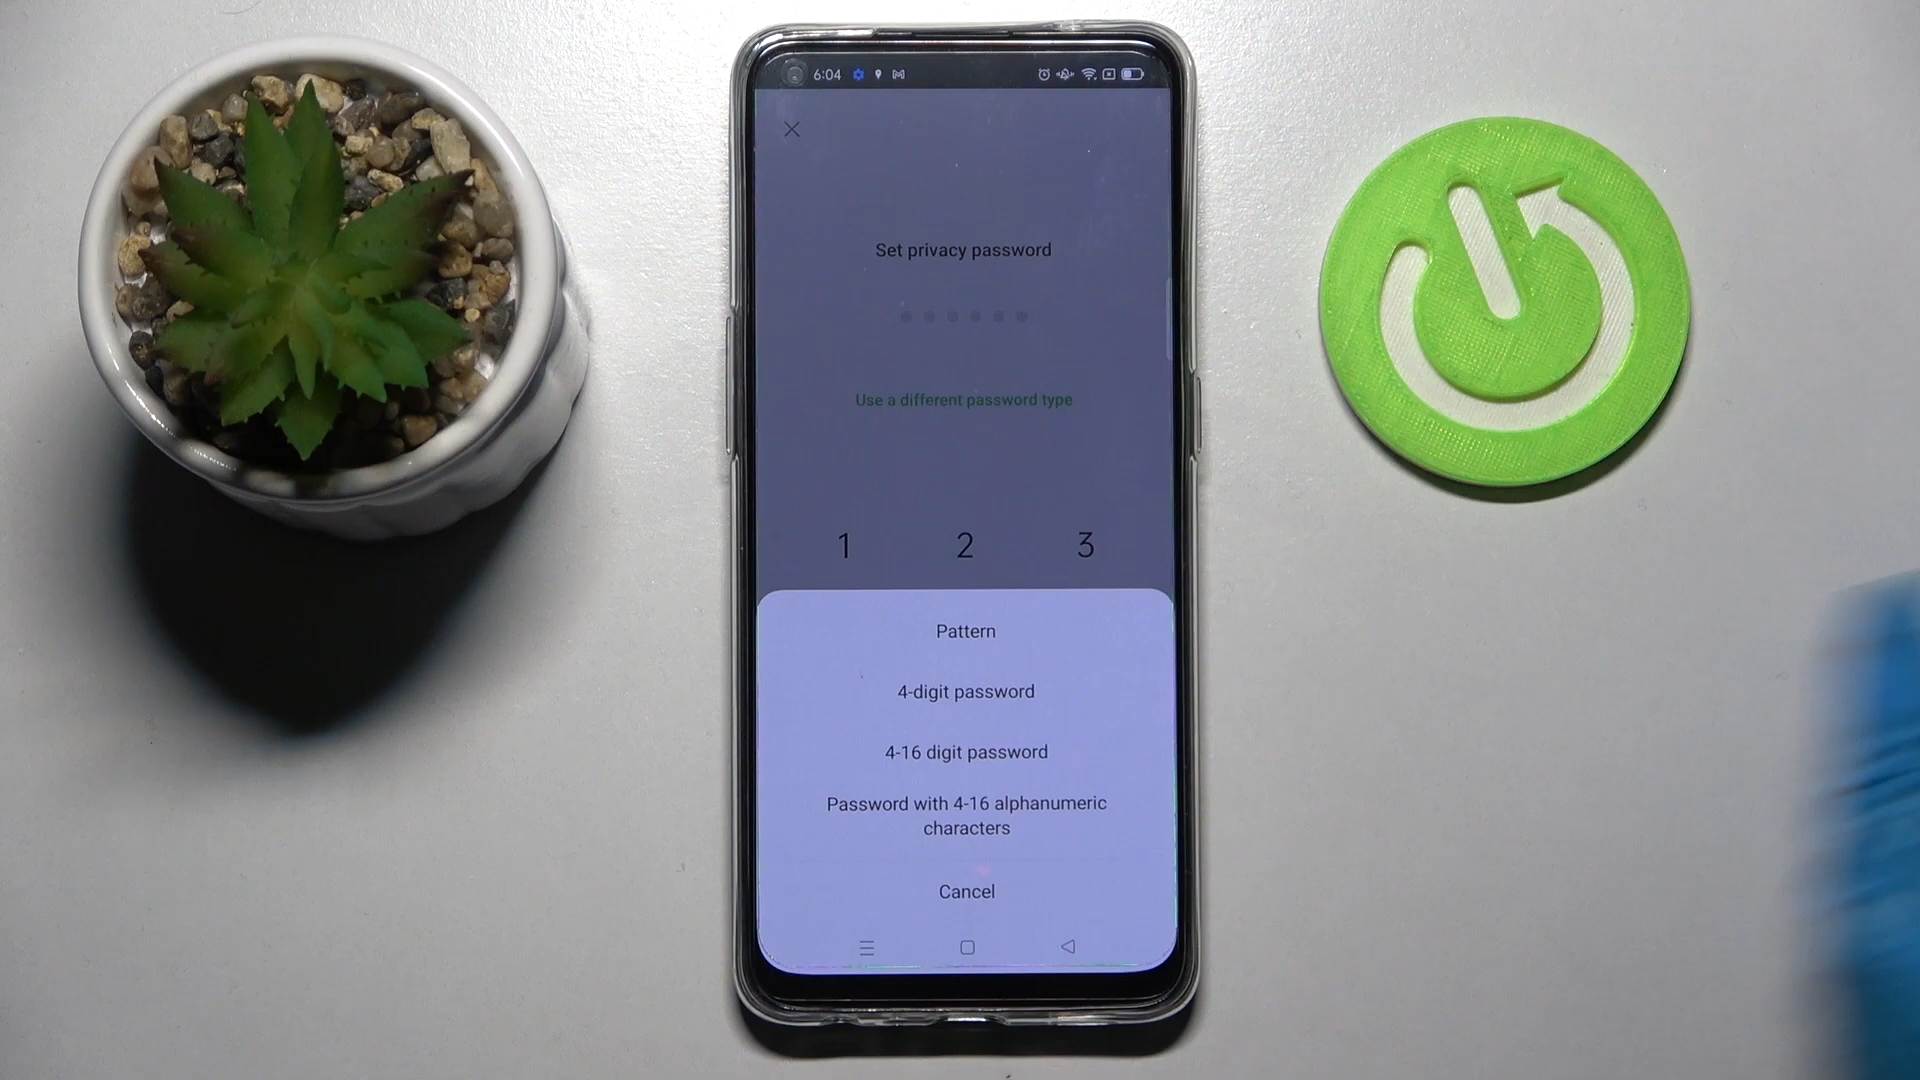 6:04
Set privacy password
Use a different password type
1 2 3
Pattern
4-digit password
4-16 digit password
Password with 4-16 alphanumeric
characters
Cancel